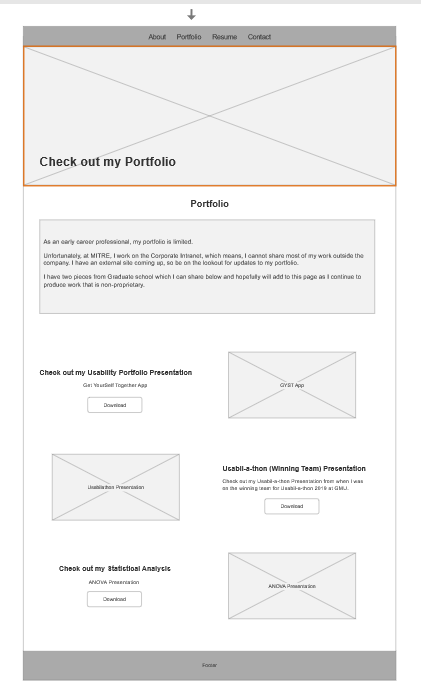 About Portfolio Resume Contact
Check out my Portfolio
Portfolio
As an early career professional, my portfolio is limited.
Unfortunately, at MITRE, I work on the Corporate Intranet, which means, I cannot share most of my work outside the
company. I have an external site coming up, so be on the lookout for updates to my portfolio.
I have two pieces from Graduate school which I can share below and hopefully will add to this page as I continue to
produce work that is non-proprietary.
Check out my Usability Portfolio Presentation
Get YourSelf Together App
Download
GYST App
Usabilathon Presentation
Usabil-a-thon (Winning Team) Presentation
Check out my Usabil-a-thon Presentation from when I was
on the winning team for Usabil-a-thon 2019 at GMU.
Download
Check out my Statistical Analysis
ANOVA Presentation
Download
ANOVA Presentation
Footer